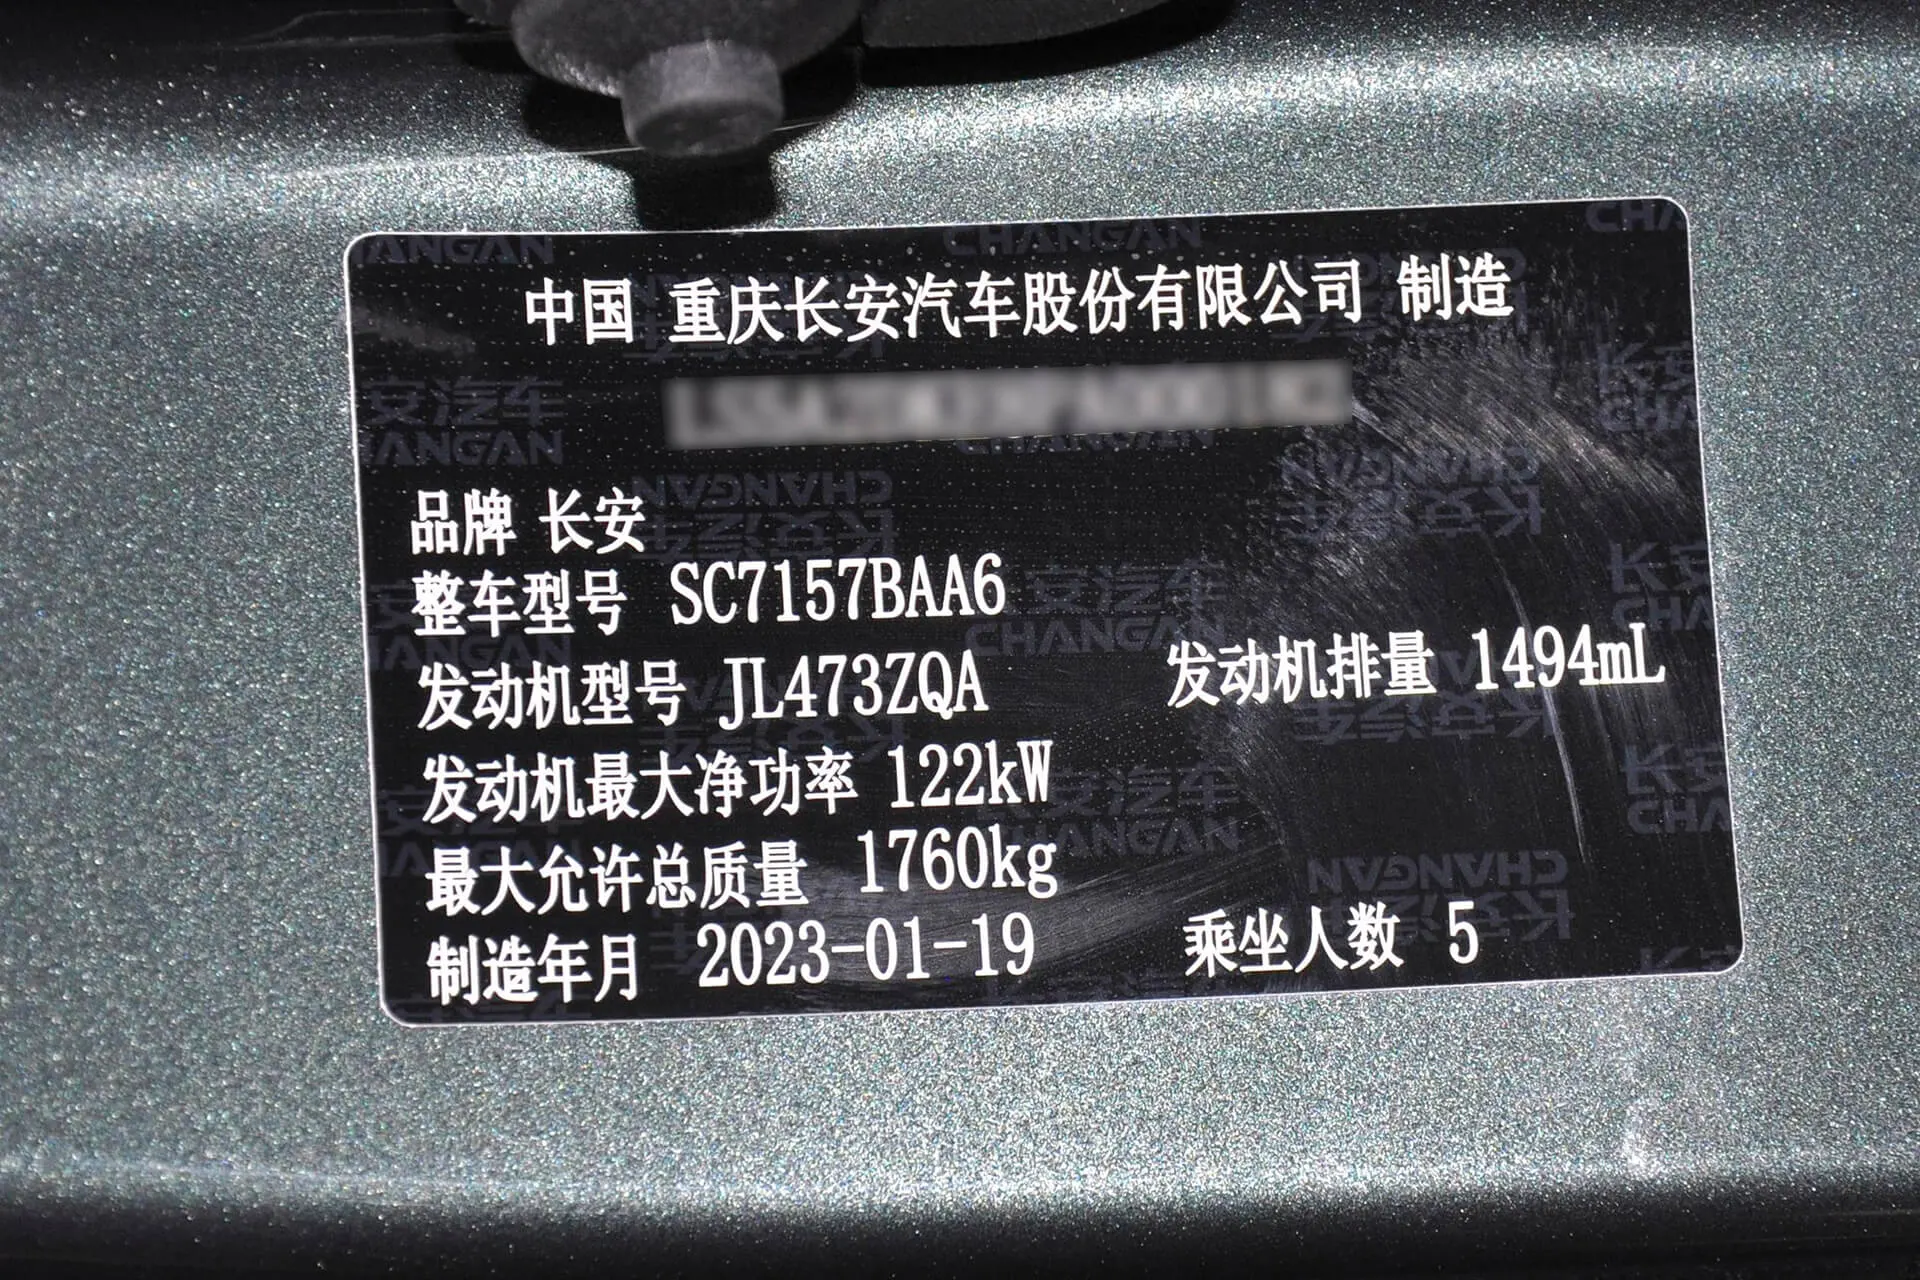 中国 重庆长安汽车股份有限公司 制造
品牌 长安
整车型号 SC7157BAA6
发动机型号 JL473ZQA 发动机排量 1494mL
发动机最大净功率 122kW
最大允许总质量 1760kg
制造年月 2023-01-19 乘坐人数 5